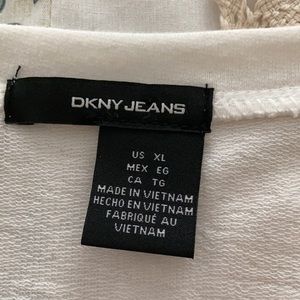 DKNY JEANS
US XL
MEX EG
CA TG
MADE IN VIETNAM
HECHO EN VIETNAM
FABRIQUÉ AU
VIETNAM